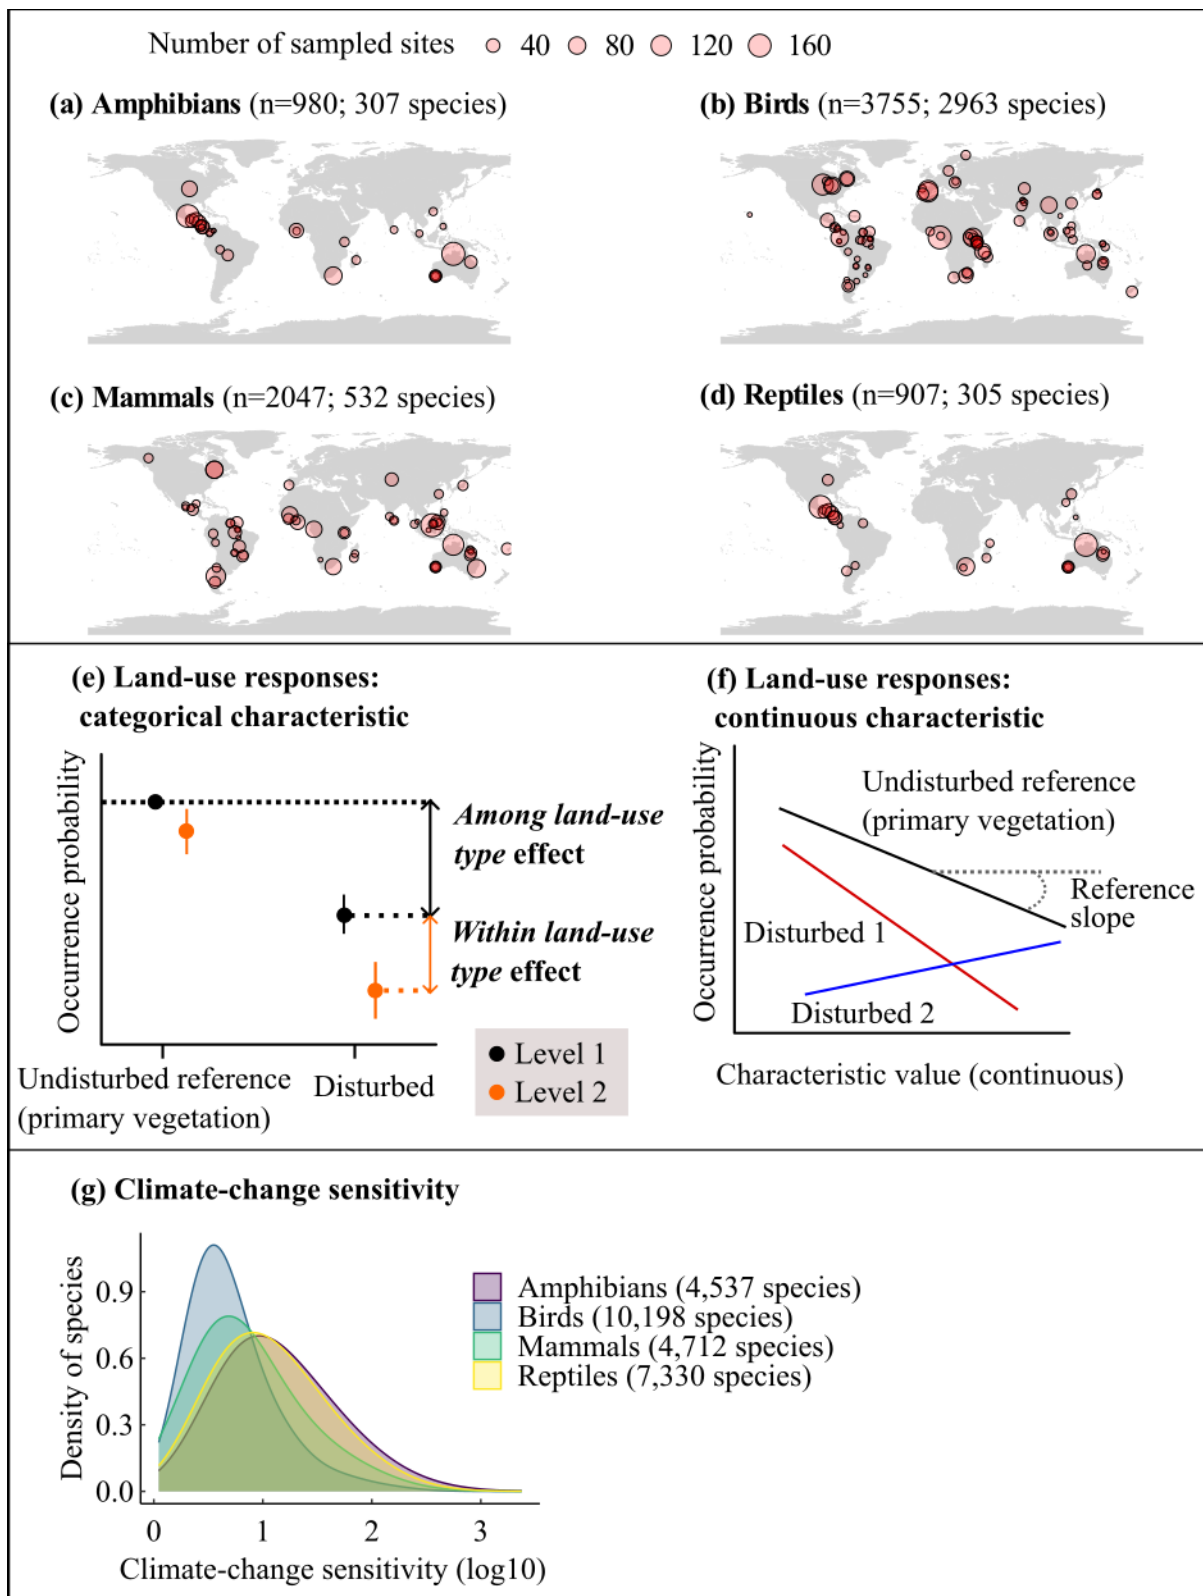 Number of sampled sites 40 80 120 160
(a) Amphibians (n=980; 307 species)
(b) Birds (n=3755; 2963 species)
(c) Mammals (n=2047; 532 species)
(d) Reptiles (n=907; 305 species)
(e) Land-use responses:
categorical characteristic
Occurrence probability
Among land-use
type effect
Within land-use
type effect
Undisturbed reference
(primary vegetation)
Disturbed
Level 1
Level 2
(f) Land-use responses:
continuous characteristic
Occurrence probability
Undisturbed reference
(primary vegetation)
Reference
slope
Disturbed 1
Disturbed 2
Characteristic value (continuous)
(g) Climate-change sensitivity
Density of species
0.9
0.6
0.3
0.0
0 1 2 3
Climate-change sensitivity (log10)
Amphibians (4,537 species)
Birds (10,198 species)
Mammals (4,712 species)
Reptiles (7,330 species)